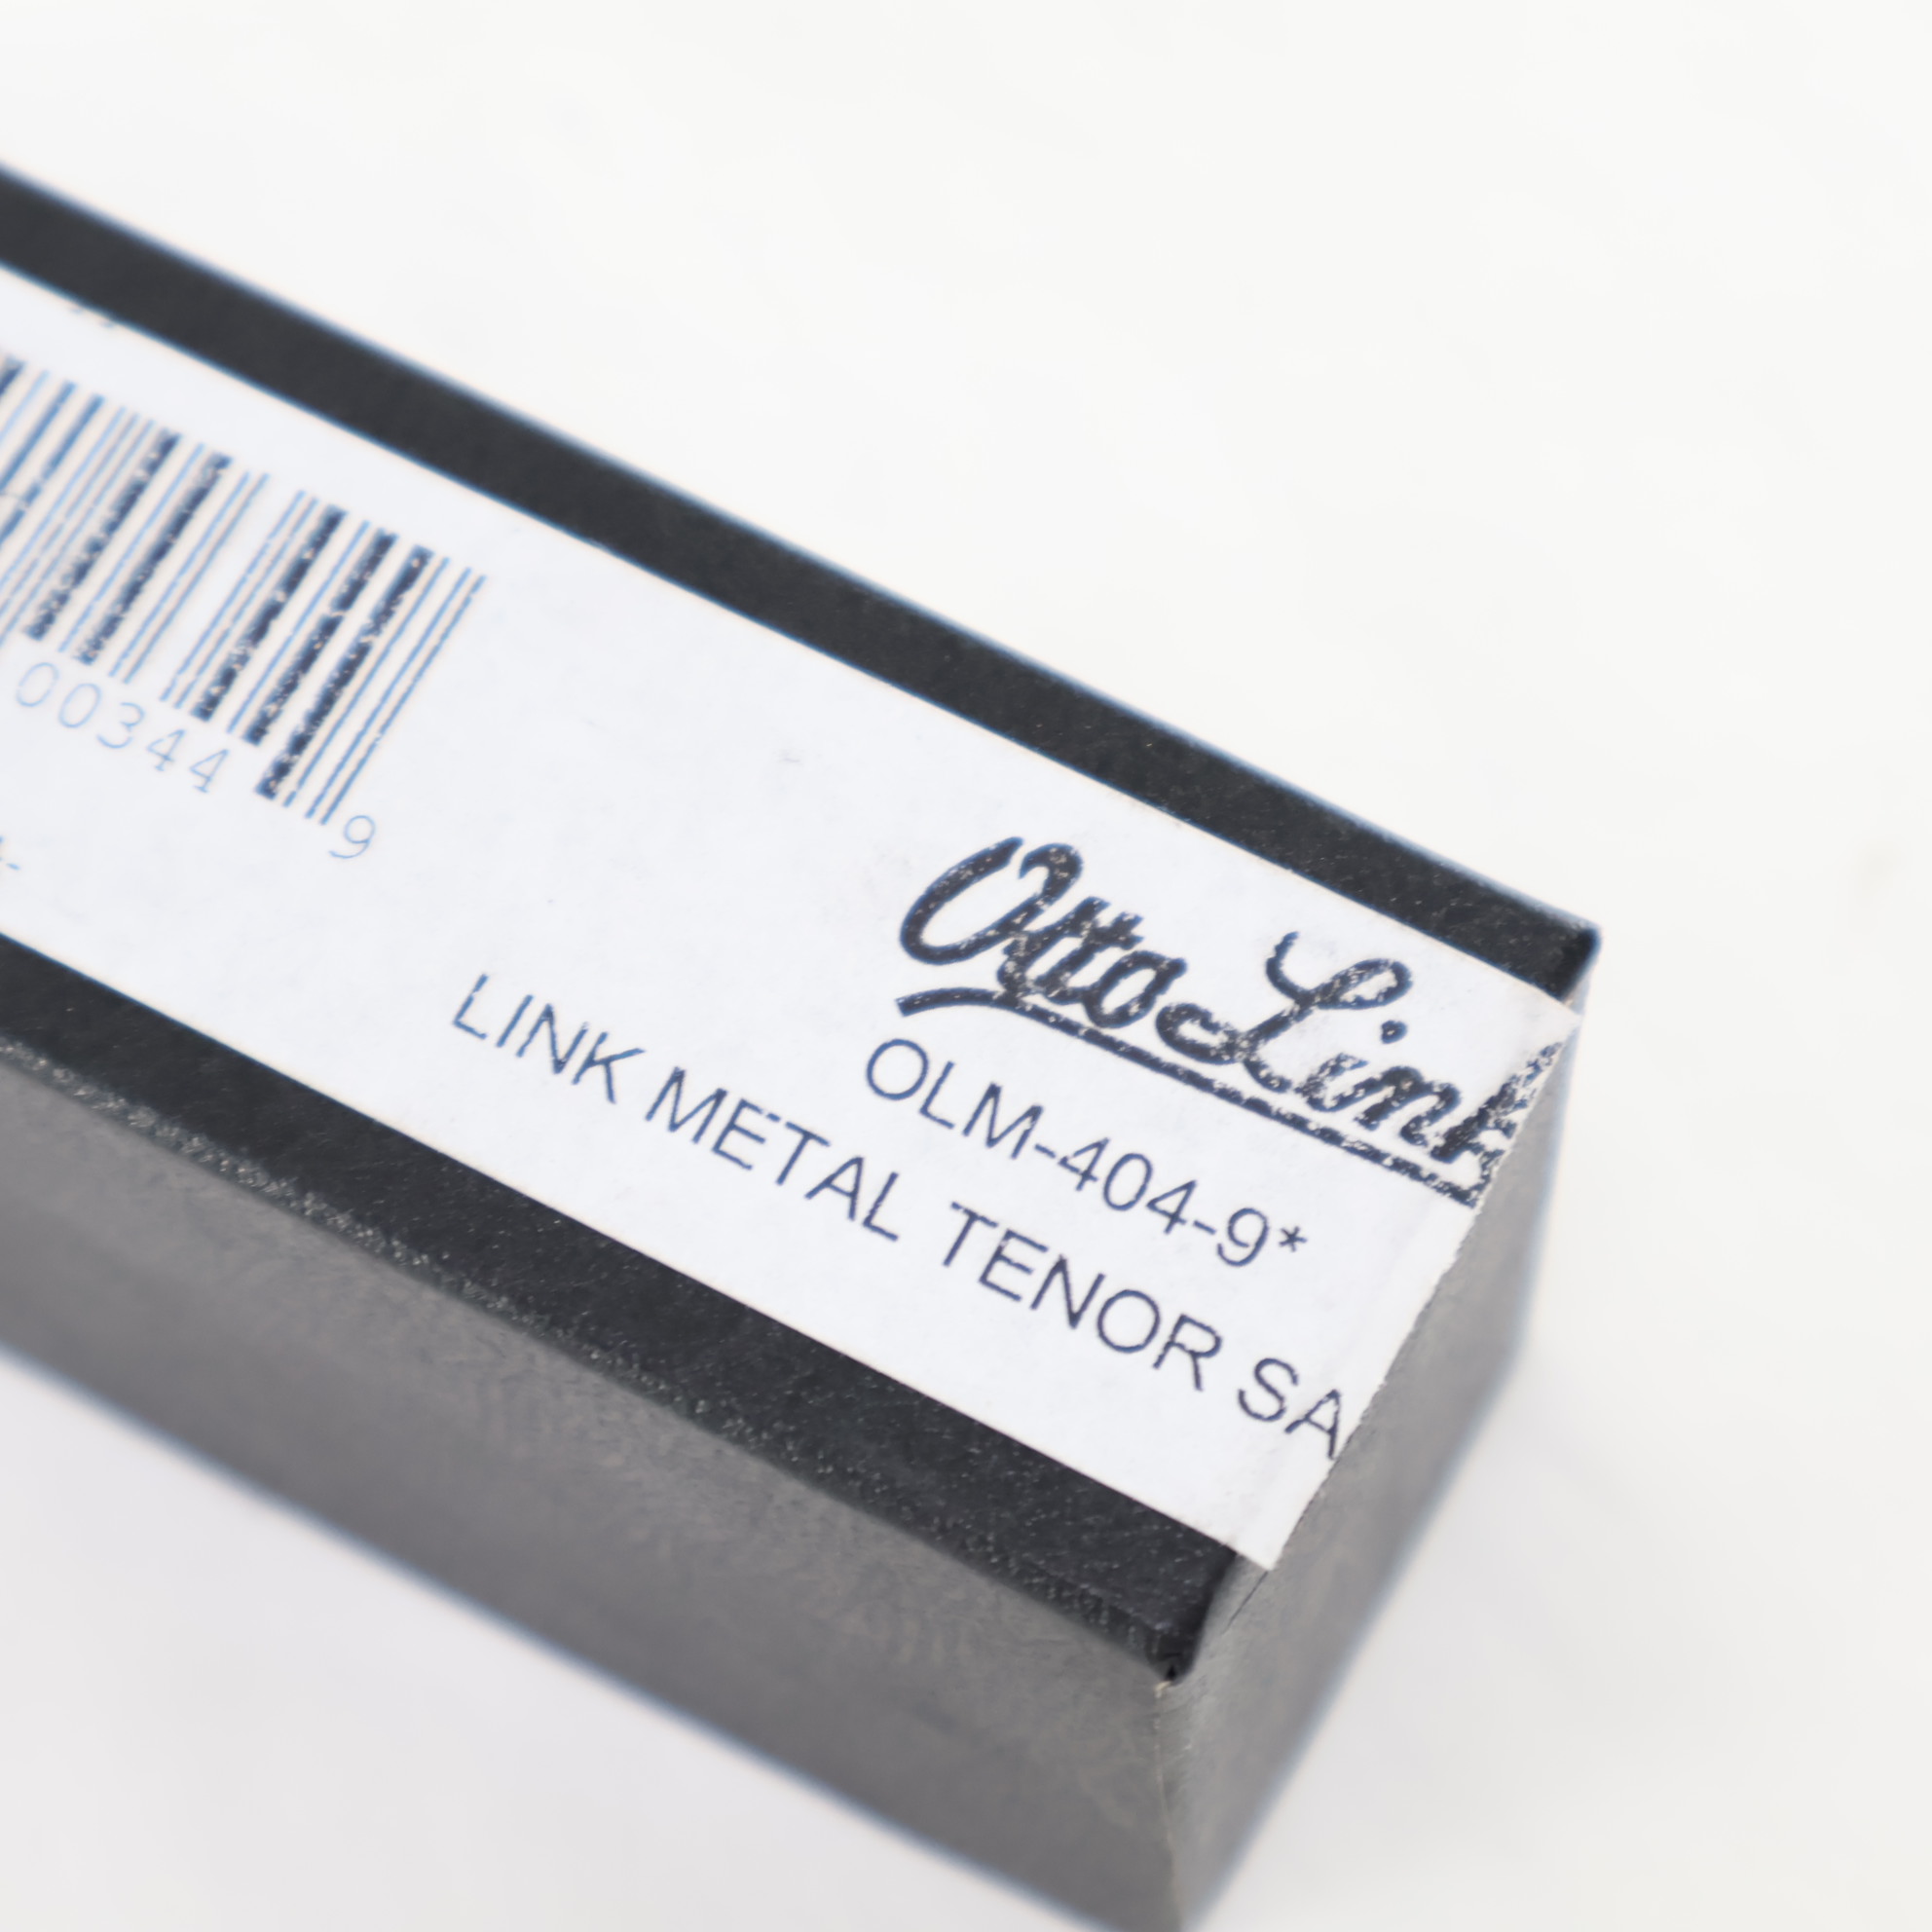 00344
9
Otto Link
OLM-404-9*
LINK METAL TENOR SA